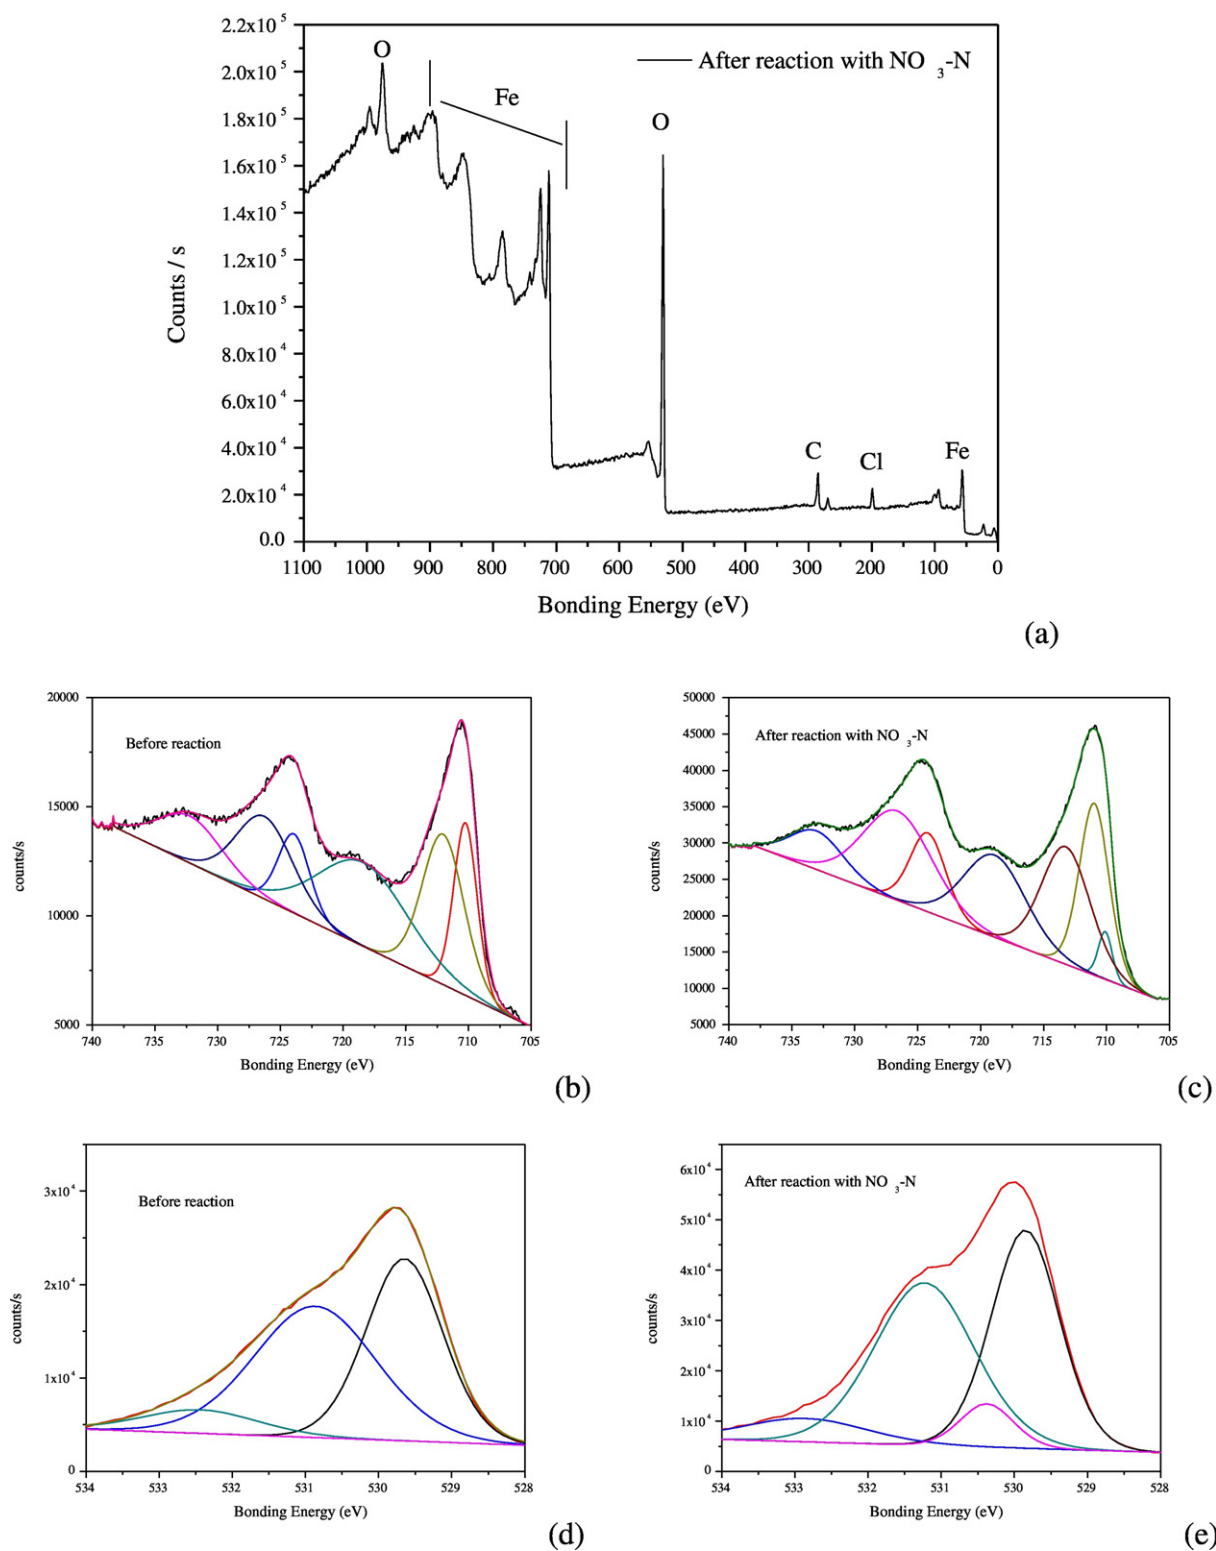 2.2x10 5
2.0x10 5
1.8x10 5
1.6x10 5
1.4x10 5
1.2x10 5
1.0x10 5
8.0x10 4
6.0x10 4
4.0x10 4
2.0x10 4
0.0
Counts / s
O
Fe
After reaction with NO 3-N
O
C
Cl
Fe
1100 1000 900 800 700 600 500 400 300 200 100 0
Bonding Energy (eV)
(a)
20000
15000
10000
5000
counts/s
Before reaction
740 735 730 725 720 715 710 705
Bonding Energy (eV)
(b)
50000
45000
40000
35000
30000
25000
20000
15000
10000
5000
counts/s
After reaction with NO 3-N
740 735 730 725 720 715 710 705
Bonding Energy (eV)
(c)
3x10 4
2x10 4
1x10 4
0
counts/s
Before reaction
534 533 532 531 530 529 528
Bonding Energy (eV)
(d)
6x10 4
5x10 4
4x10 4
3x10 4
2x10 4
1x10 4
0
counts/s
After reaction with NO 3-N
534 533 532 531 530 529 528
Bonding Energy (eV)
(e)